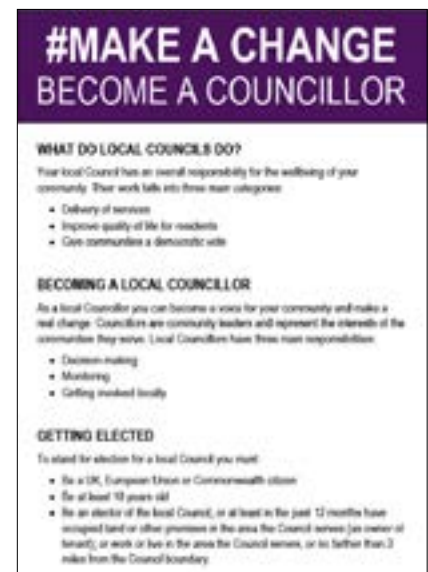 #MAKE A CHANGE
BECOME A COUNCILLOR
WHAT DO LOCAL COUNCILS DO?
Your local Council has an overall responsibility for the wellbeing of your
community. Their work falls into three main categories:
• Delivery of services
• Improve quality of life for residents
• Give communities a democratic vote
BECOMING A LOCAL COUNCILLOR
As a local Councillor you can become a voice for your community and make a
real change. Councillors are community leaders and represent the interests of the
communities they serve. Local Councillors have three main responsibilities:
• Decision making
• Monitoring
• Getting involved locally
GETTING ELECTED
To stand for election for a local Council you must:
• Be a UK, European Union or Commonwealth citizen
• Be at least 18 years old
• Be an elector of the local Council, or at least in the past 12 months have
occupied land or other premises in the area the Council serves (as owner or
tenant), or work or live in the area the Council serves, or no farther than 3
miles from the Council boundary.